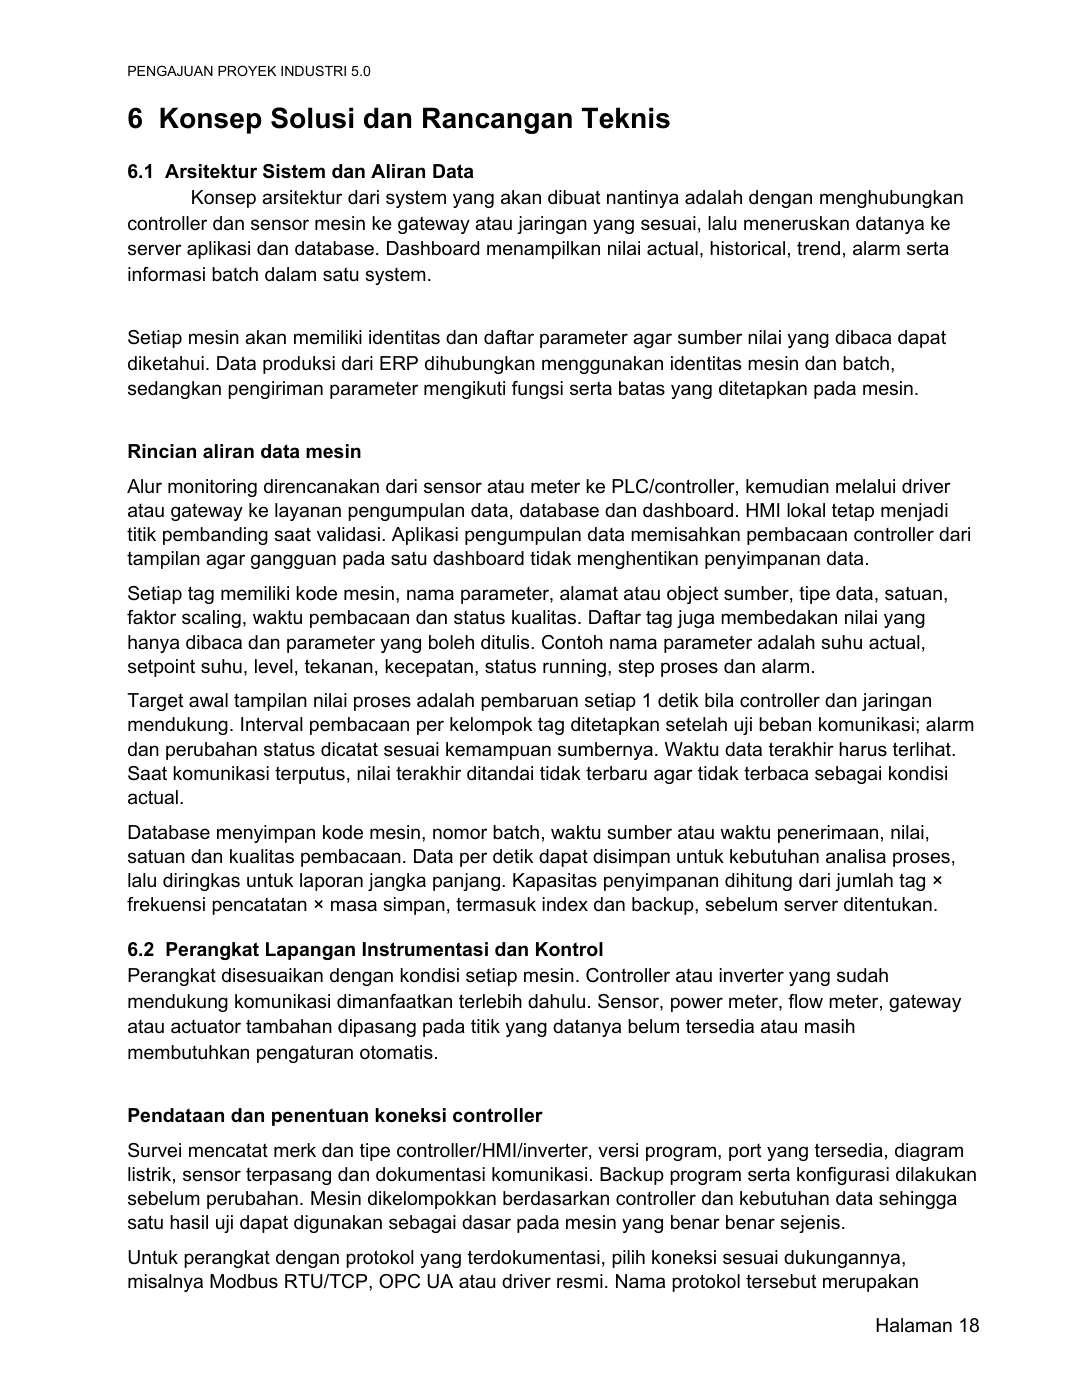 PENGAJUAN PROYEK INDUSTRI 5.0
6 Konsep Solusi dan Rancangan Teknis
6.1 Arsitektur Sistem dan Aliran Data
Konsep arsitektur dari system yang akan dibuat nantinya adalah dengan menghubungkan
controller dan sensor mesin ke gateway atau jaringan yang sesuai, lalu meneruskan datanya ke
server aplikasi dan database. Dashboard menampilkan nilai actual, historical, trend, alarm serta
informasi batch dalam satu system.
Setiap mesin akan memiliki identitas dan daftar parameter agar sumber nilai yang dibaca dapat
diketahui. Data produksi dari ERP dihubungkan menggunakan identitas mesin dan batch,
sedangkan pengiriman parameter mengikuti fungsi serta batas yang ditetapkan pada mesin.
Rincian aliran data mesin
Alur monitoring direncanakan dari sensor atau meter ke PLC/controller, kemudian melalui driver
atau gateway ke layanan pengumpulan data, database dan dashboard. HMI lokal tetap menjadi
titik pembanding saat validasi. Aplikasi pengumpulan data memisahkan pembacaan controller dari
tampilan agar gangguan pada satu dashboard tidak menghentikan penyimpanan data.
Setiap tag memiliki kode mesin, nama parameter, alamat atau object sumber, tipe data, satuan,
faktor scaling, waktu pembacaan dan status kualitas. Daftar tag juga membedakan nilai yang
hanya dibaca dan parameter yang boleh ditulis. Contoh nama parameter adalah suhu actual,
setpoint suhu, level, tekanan, kecepatan, status running, step proses dan alarm.
Target awal tampilan nilai proses adalah pembaruan setiap 1 detik bila controller dan jaringan
mendukung. Interval pembacaan per kelompok tag ditetapkan setelah uji beban komunikasi; alarm
dan perubahan status dicatat sesuai kemampuan sumbernya. Waktu data terakhir harus terlihat.
Saat komunikasi terputus, nilai terakhir ditandai tidak terbaru agar tidak terbaca sebagai kondisi
actual.
Database menyimpan kode mesin, nomor batch, waktu sumber atau waktu penerimaan, nilai,
satuan dan kualitas pembacaan. Data per detik dapat disimpan untuk kebutuhan analisa proses,
lalu diringkas untuk laporan jangka panjang. Kapasitas penyimpanan dihitung dari jumlah tag ×
frekuensi pencatatan × masa simpan, termasuk index dan backup, sebelum server ditentukan.
6.2 Perangkat Lapangan Instrumentasi dan Kontrol
Perangkat disesuaikan dengan kondisi setiap mesin. Controller atau inverter yang sudah
mendukung komunikasi dimanfaatkan terlebih dahulu. Sensor, power meter, flow meter, gateway
atau actuator tambahan dipasang pada titik yang datanya belum tersedia atau masih
membutuhkan pengaturan otomatis.
Pendataan dan penentuan koneksi controller
Survei mencatat merk dan tipe controller/HMI/inverter, versi program, port yang tersedia, diagram
listrik, sensor terpasang dan dokumentasi komunikasi. Backup program serta konfigurasi dilakukan
sebelum perubahan. Mesin dikelompokkan berdasarkan controller dan kebutuhan data sehingga
satu hasil uji dapat digunakan sebagai dasar pada mesin yang benar benar sejenis.
Untuk perangkat dengan protokol yang terdokumentasi, pilih koneksi sesuai dukungannya,
misalnya Modbus RTU/TCP, OPC UA atau driver resmi. Nama protokol tersebut merupakan
Halaman 18